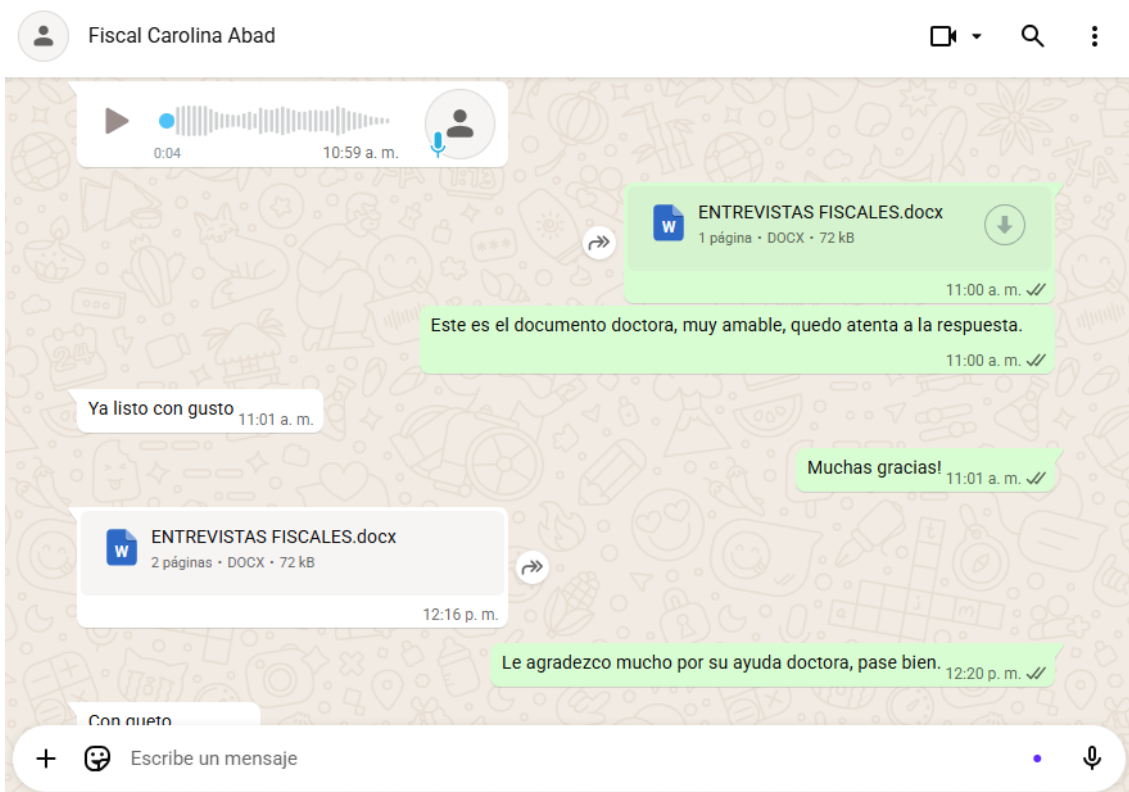 Fiscal Carolina Abad
0:04
10:59 a. m.
W
ENTREVISTAS FISCALES.docx
1 página • DOCX • 72 kB
11:00 a. m.
Este es el documento doctora, muy amable, quedo atenta a la respuesta.
11:00 a. m.
Ya listo con gusto 11:01 a. m.
Muchas gracias! 11:01 a. m.
W
ENTREVISTAS FISCALES.docx
2 páginas • DOCX • 72 kB
12:16 p. m.
Le agradezco mucho por su ayuda doctora, pase bien. 12:20 p. m.
Con
Escribe un mensaje